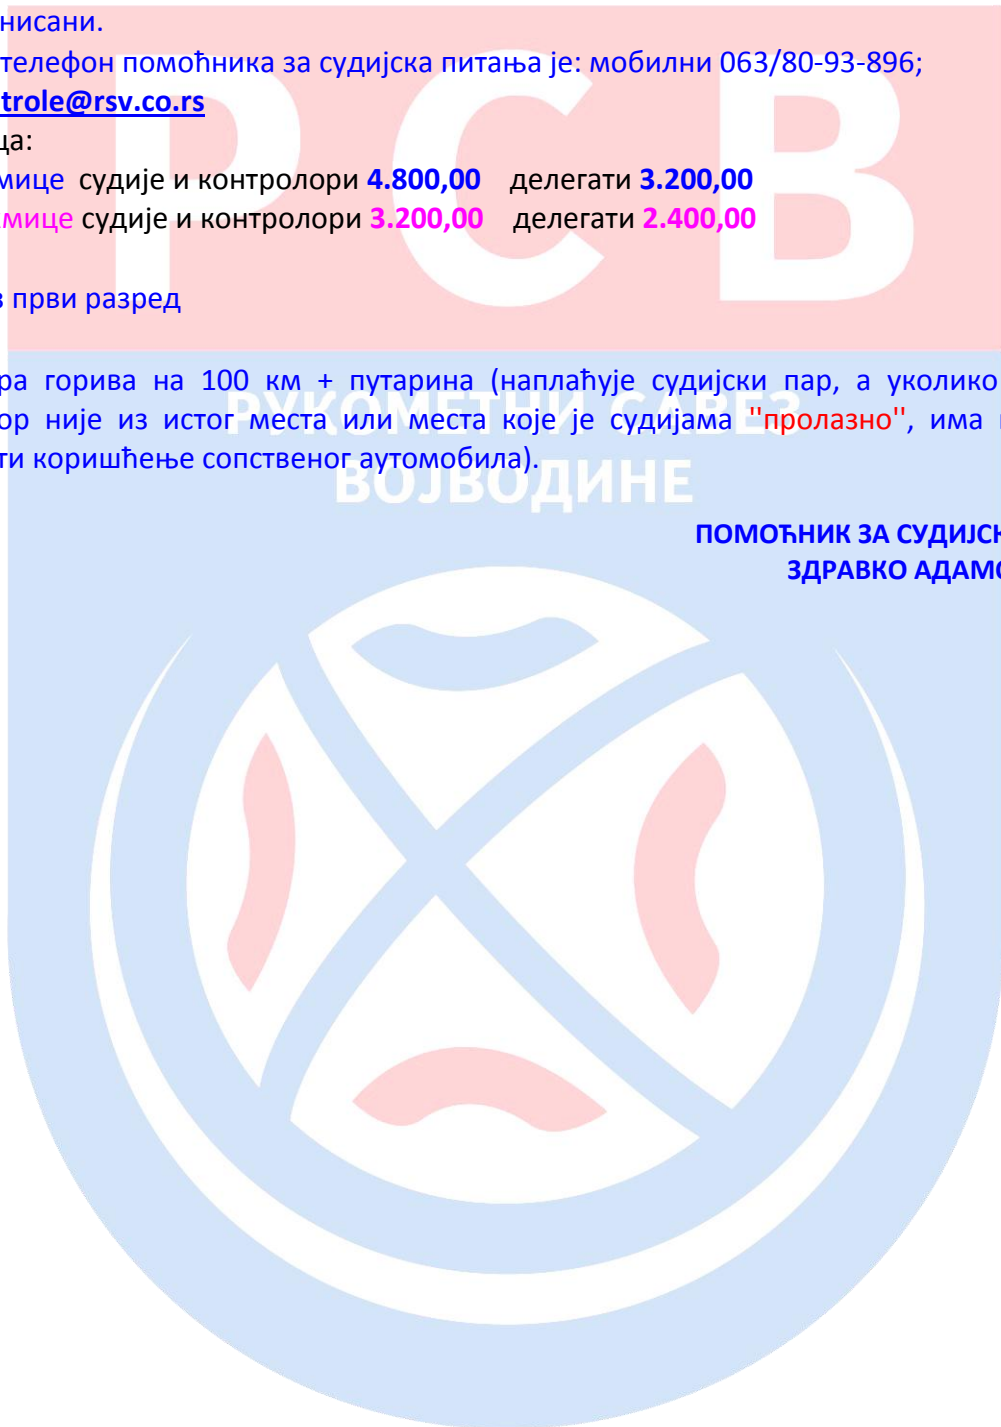 нисани.
телефон помоћника за судијска питања је: мобилни 063/80-93-896;
trole@rsv.co.rs
ца:
мице судије и контролори 4.800,00 делегати 3.200,00
мице судије и контролори 3.200,00 делегати 2.400,00
в први разред
ра горива на 100 км + путарина (наплаћује судијски пар, а уколико
ор није из истог места или места које је судијама ''пролазно'', има
ти коришћење сопственог аутомобила).
ПОМОЋНИК ЗА СУДИЈСК
ЗДРАВКО АДАМО
РСВ
РУКОМЕТНИ САВЕЗ
ВОЈВОДИНЕ